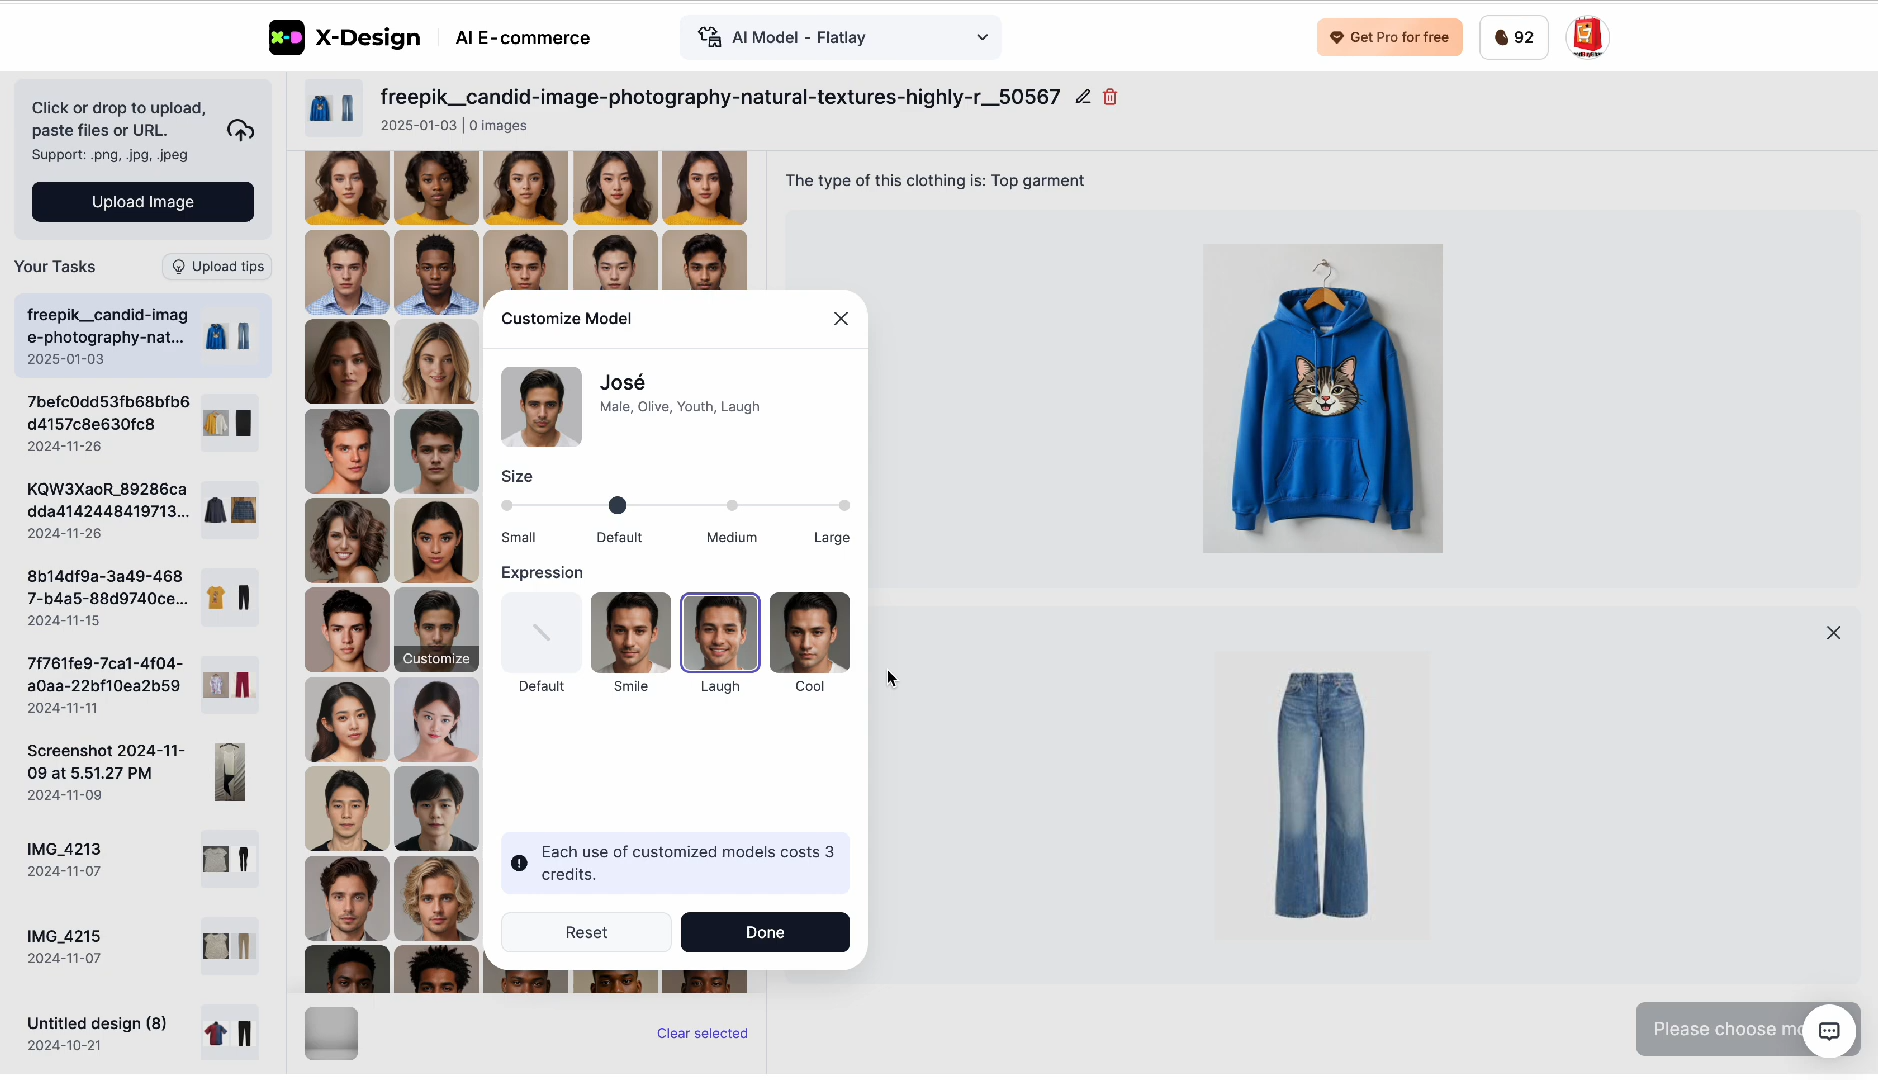 X-Design
AI E-commerce
AI Model - Flatlay
Get Pro for free
92
Click or drop to upload,
paste files or URL.
Support: .png, .jpg, .jpeg
Upload Image
Your Tasks
Upload tips
freepik__candid-imag
e-photography-nat...
2025-01-03
7befc0dd53fb68bfb6
d4157c8e630fc8
2024-11-26
KQW3XaoR_89286ca
dda4142448419713...
2024-11-26
8b14df9a-3a49-468
7-b4a5-88d9740ce...
2024-11-15
7f761fe9-7ca1-4f04-
a0aa-22bf10ea2b59
2024-11-11
Screenshot 2024-11-
09 at 5.51.27 PM
2024-11-09
IMG_4213
2024-11-07
IMG_4215
2024-11-07
Untitled design (8)
2024-10-21
freepik__candid-image-photography-natural-textures-highly-r__50567
2025-01-03 | 0 images
Customize
Clear selected
Customize Model
José
Male, Olive, Youth, Laugh
Size
Small Default Medium Large
Expression
Default Smile Laugh Cool
Each use of customized models costs 3
credits.
Reset
Done
The type of this clothing is: Top garment
Please choose mo